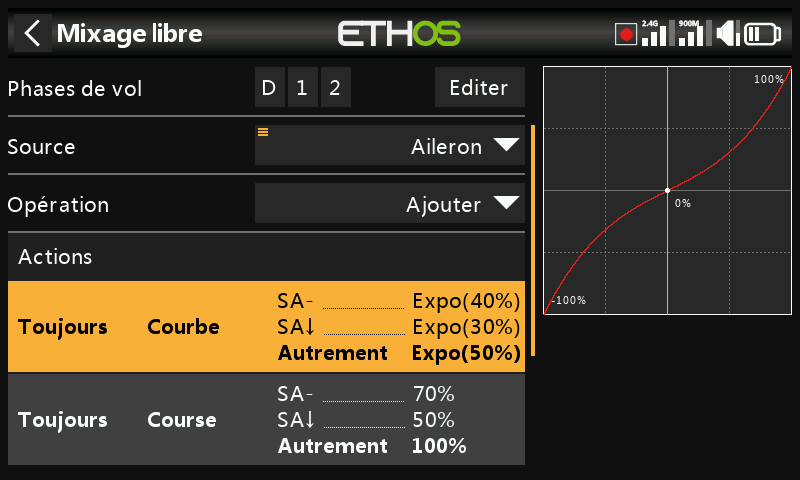 Mixage libre
ETHOS
2.4G 900M
Phases de vol D 1 2 Editer
Source Aileron
Opération Ajouter
Actions
Toujours Courbe
SA- Expo(40%)
SA↓ Expo(30%)
Autrement Expo(50%)
Toujours Course
SA- 70%
SA↓ 50%
Autrement 100%
100%
0%
-100%